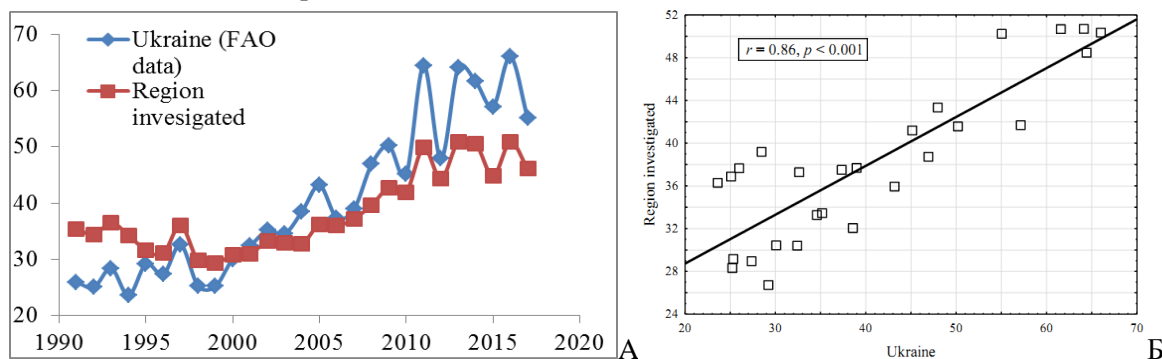 70
60
50
40
30
20
1990 1995 2000 2005 2010 2015 2020
Ukraine (FAO
data)
Region
invesigated
А
52
48
44
40
36
32
28
24
20 30 40 50 60 70
r = 0.86, p < 0.001
Region investigated
Ukraine
Б